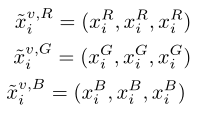 x̃_i^{v,R} = (x_i^R, x_i^R, x_i^R)
x̃_i^{v,G} = (x_i^G, x_i^G, x_i^G)
x̃_i^{v,B} = (x_i^B, x_i^B, x_i^B)